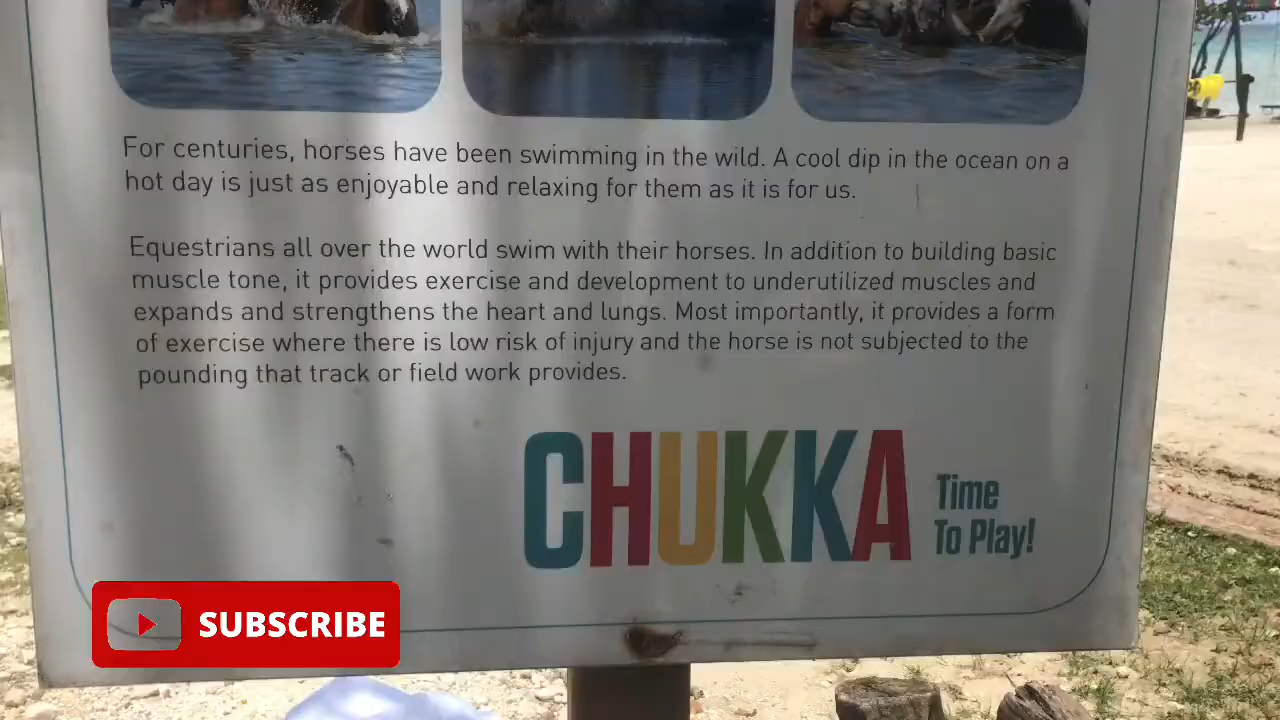 For centuries, horses have been swimming in the wild. A cool dip in the ocean on a
hot day is just as enjoyable and relaxing for them as it is for us.
Equestrians all over the world swim with their horses. In addition to building basic
muscle tone, it provides exercise and development to underutilized muscles and
expands and strengthens the heart and lungs. Most importantly, it provides a form
of exercise where there is low risk of injury and the horse is not subjected to the
pounding that track or field work provides.
CHUKKA
Time
To Play!
SUBSCRIBE